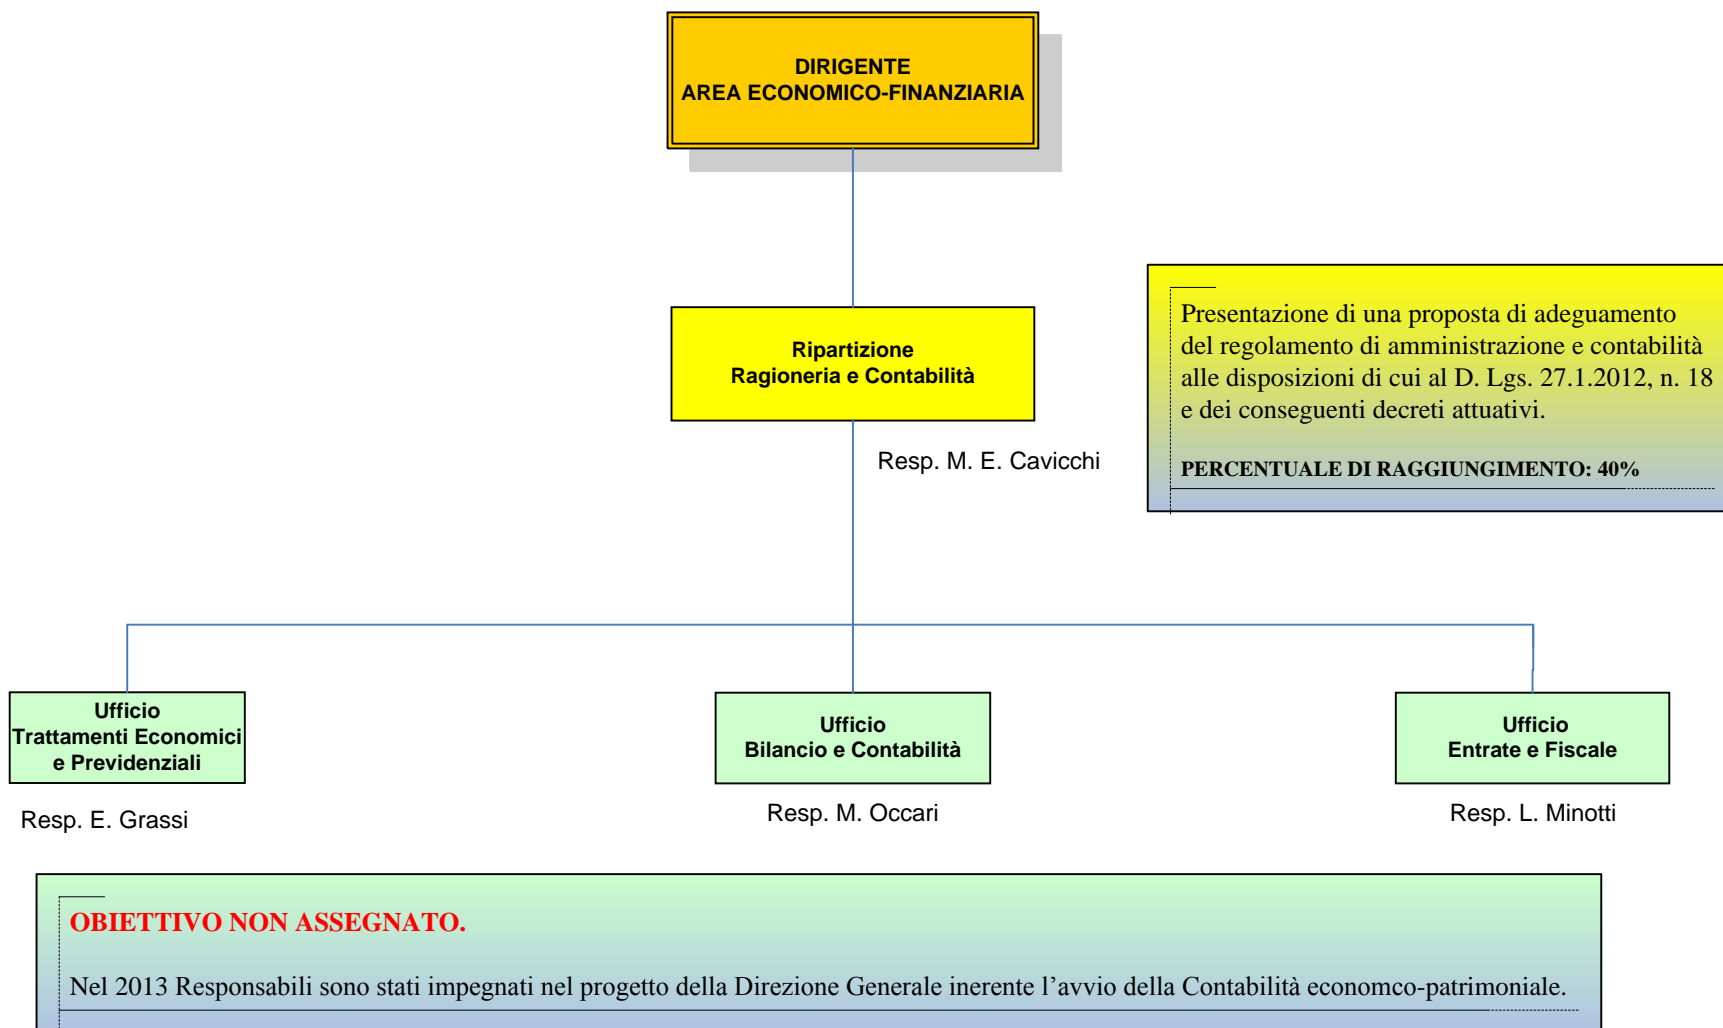 DIRIGENTE
AREA ECONOMICO-FINANZIARIA
Ripartizione
Ragioneria e Contabilità
Resp. M. E. Cavicchi
Presentazione di una proposta di adeguamento
del regolamento di amministrazione e contabilità
alle disposizioni di cui al D. Lgs. 27.1.2012, n. 18
e dei conseguenti decreti attuativi.
PERCENTUALE DI RAGGIUNGIMENTO: 40%
Ufficio
Trattamenti Economici
e Previdenziali
Resp. E. Grassi
Ufficio
Bilancio e Contabilità
Resp. M. Occari
Ufficio
Entrate e Fiscale
Resp. L. Minotti
OBIETTIVO NON ASSEGNATO.
Nel 2013 Responsabili sono stati impegnati nel progetto della Direzione Generale inerente l’avvio della Contabilità economco-patrimoniale.